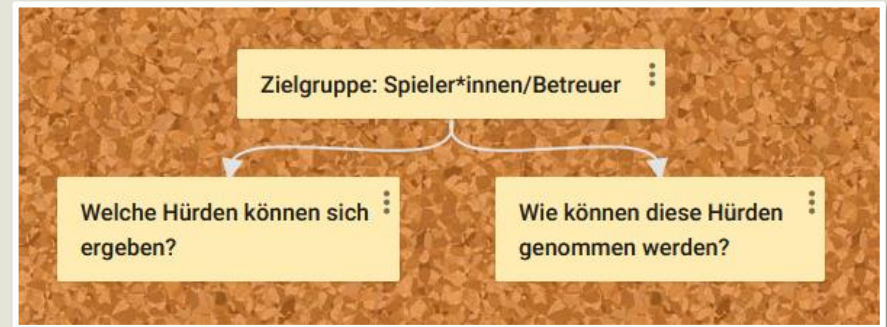 Zielgruppe: Spieler*innen/Betreuer
Welche Hürden können sich
ergeben?
Wie können diese Hürden
genommen werden?